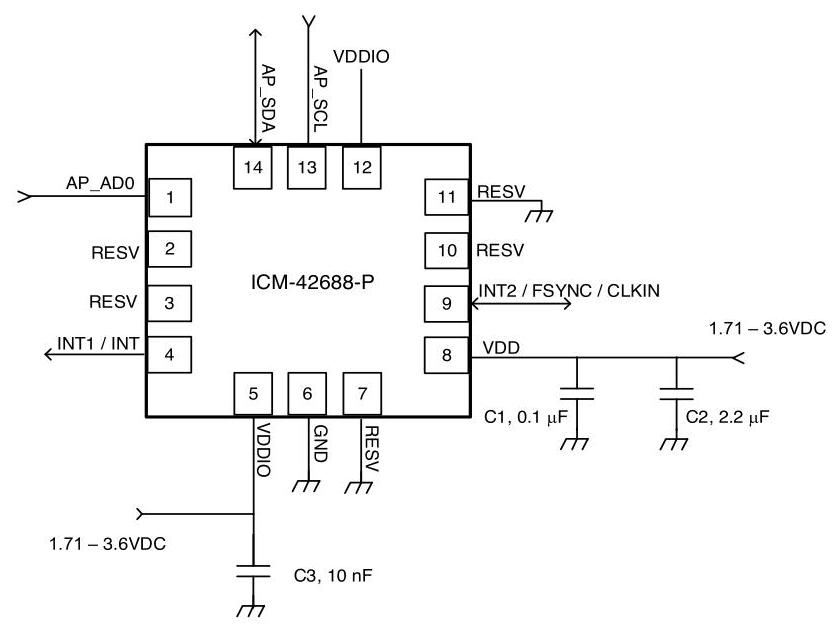 VDDIO
AP_SDA
AP_SCL
14
13
12
AP_AD0
1
11
RESV
RESV
2
10
RESV
ICM-42688-P
RESV
3
9
INT2 / FSYNC / CLKIN
INT1 / INT
4
8
VDD
1.71 – 3.6VDC
5
6
7
C1, 0.1 μF
C2, 2.2 μF
VDDIO
GND
RESV
1.71 – 3.6VDC
C3, 10 nF